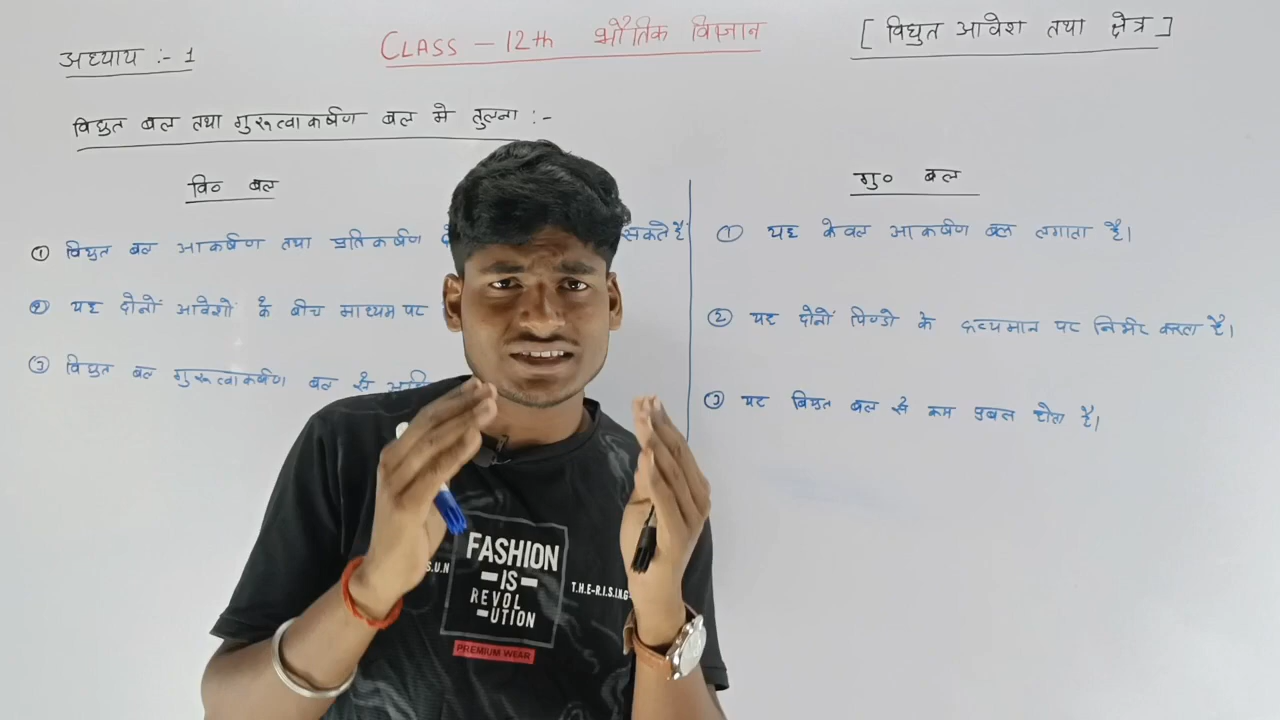 अध्याय :- 1
CLASS - 12th भौतिक विज्ञान
[ विद्युत आवेश तथा क्षेत्र ]
विद्युत बल तथा गुरुत्वाकर्षण बल मे तुलना :-
वि० बल
① विद्युत बल आकर्षण तथा प्रतिकर्षण सकते हैं
② यह दोनों आवेशों के बीच माध्यम पर
③ विद्युत बल गुरुत्वाकर्षण बल से
गु० बल
① यह केवल आकर्षण बल लगाता है।
② यह दोनों पिण्डो के द्रव्यमान पर निर्भर करता है।
③ यह विद्युत बल से कम प्रबल होता है।
S.U.N
FASHION
IS
REVOL
UTION
T.H.E-R.I.S.I.N.G-
PREMIUM WEAR